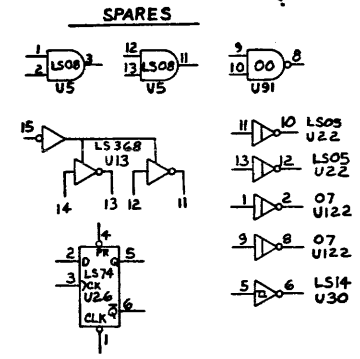 SPARES
1 2 LS08 3 U5
12 13 LS08 11 U5
9 10 00 8 U91
15 LS368 U13
14 13 12 11
11 10 LS05 U22
13 12 LS05 U22
1 2 07 U122
9 8 07 U122
5 6 LS14 U30
4
2 D PR Q 5
LS74
3 CK
U26 Q̅ 6
CLK
1